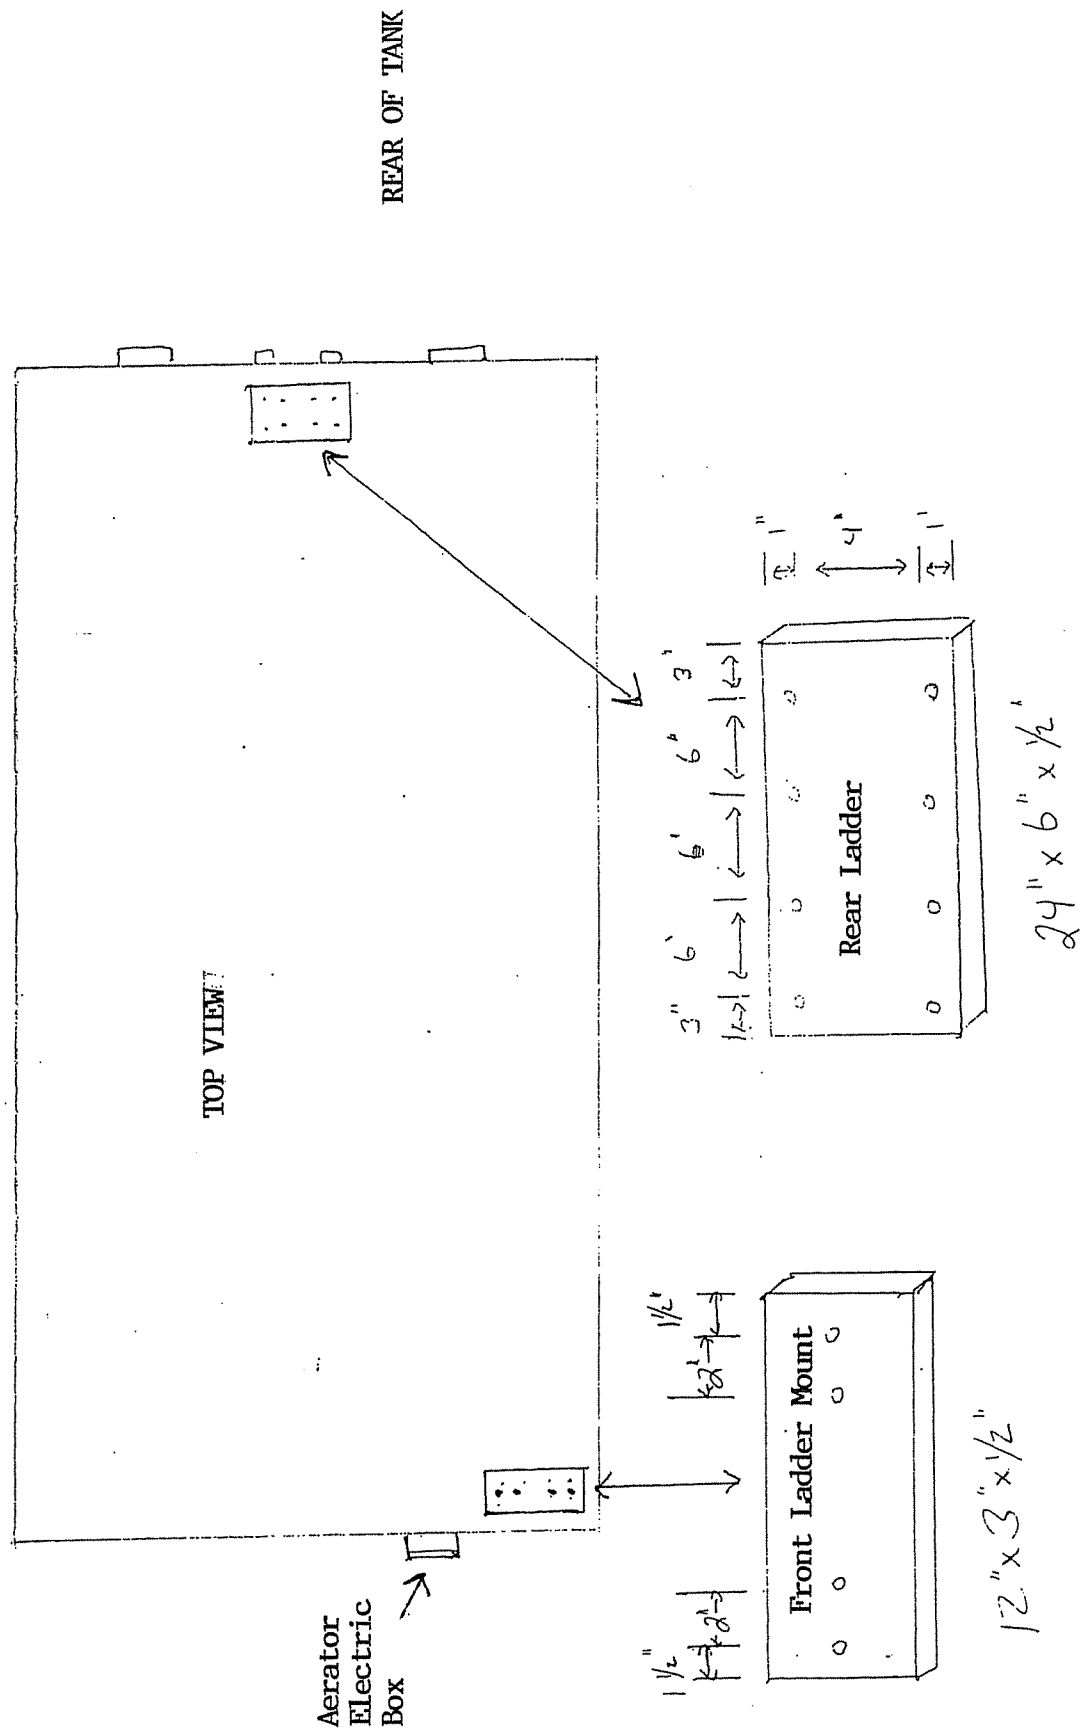 REAR OF TANK
TOP VIEW
Aerator
Electric
Box
1 1/2"
2"
2"
1 1/2"
Front Ladder Mount
12" x 3" x 1/2"
3"
6'
6'
6"
3'
1"
4"
1'
Rear Ladder
24" x 6" x 1/2'